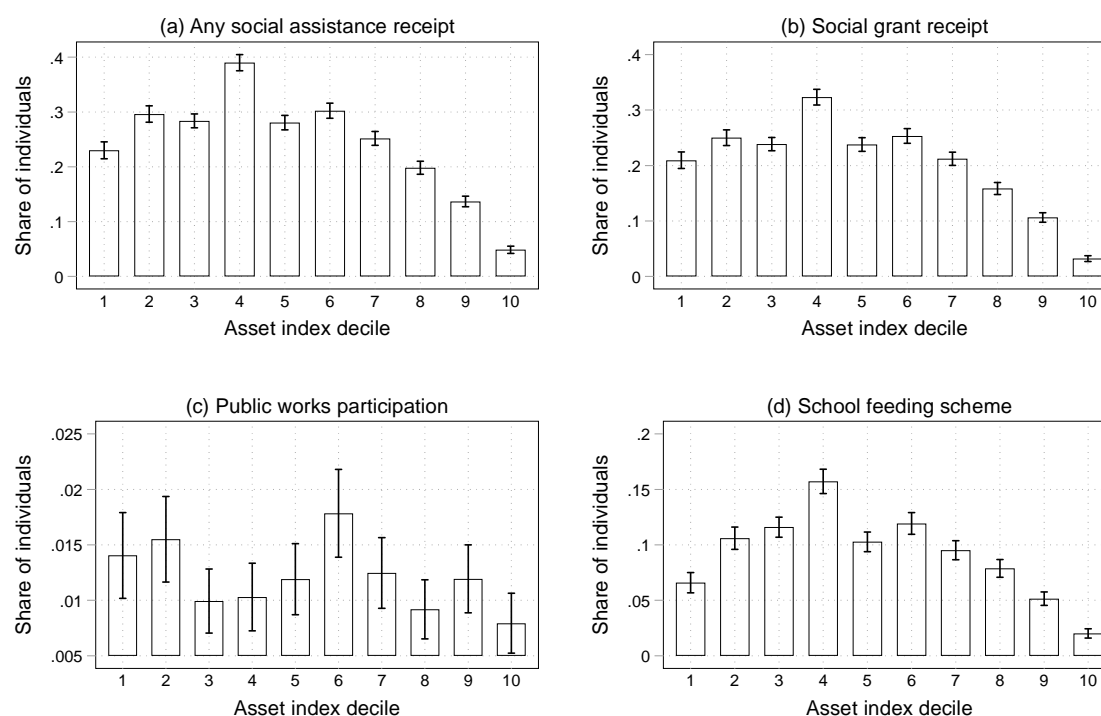 (a) Any social assistance receipt
Share of individuals
.4
.3
.2
.1
0
1 2 3 4 5 6 7 8 9 10
Asset index decile
(b) Social grant receipt
Share of individuals
.4
.3
.2
.1
0
1 2 3 4 5 6 7 8 9 10
Asset index decile
(c) Public works participation
Share of individuals
.025
.02
.015
.01
.005
1 2 3 4 5 6 7 8 9 10
Asset index decile
(d) School feeding scheme
Share of individuals
.2
.15
.1
.05
0
1 2 3 4 5 6 7 8 9 10
Asset index decile